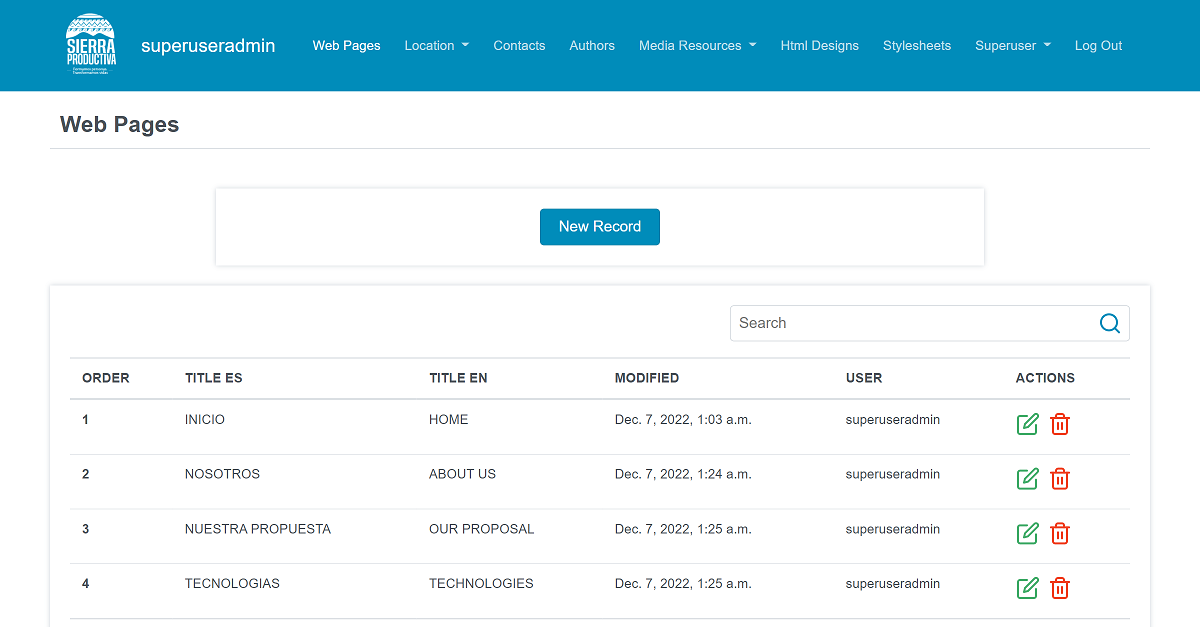 SIERRA
PRODUCTIVA
superuseradmin
Web Pages Location Contacts Authors Media Resources Html Designs Stylesheets Superuser Log Out
Web Pages
New Record
Search
ORDER TITLE ES TITLE EN MODIFIED USER ACTIONS
1 INICIO HOME Dec. 7, 2022, 1:03 a.m. superuseradmin
2 NOSOTROS ABOUT US Dec. 7, 2022, 1:24 a.m. superuseradmin
3 NUESTRA PROPUESTA OUR PROPOSAL Dec. 7, 2022, 1:25 a.m. superuseradmin
4 TECNOLOGIAS TECHNOLOGIES Dec. 7, 2022, 1:25 a.m. superuseradmin